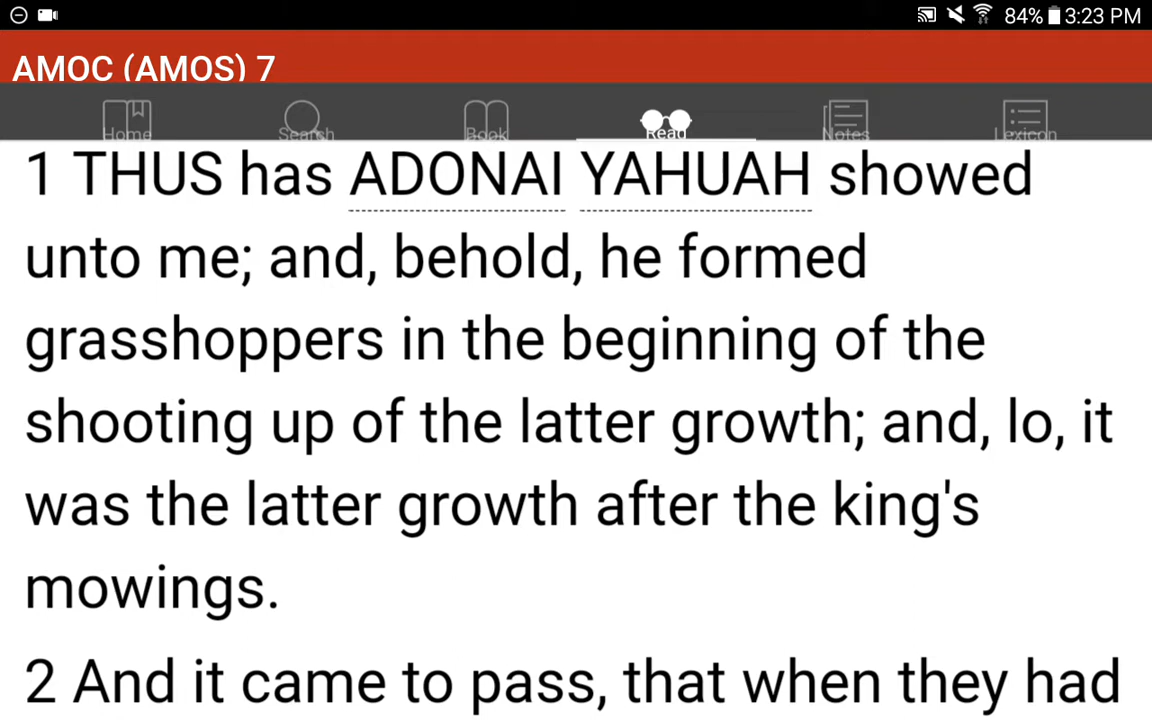 84% 3:23 PM
AMOC (AMOS) 7
Home Search Book Read Notes Lexicon
1 THUS has ADONAI YAHUAH showed
unto me; and, behold, he formed
grasshoppers in the beginning of the
shooting up of the latter growth; and, lo, it
was the latter growth after the king's
mowings.
2 And it came to pass, that when they had